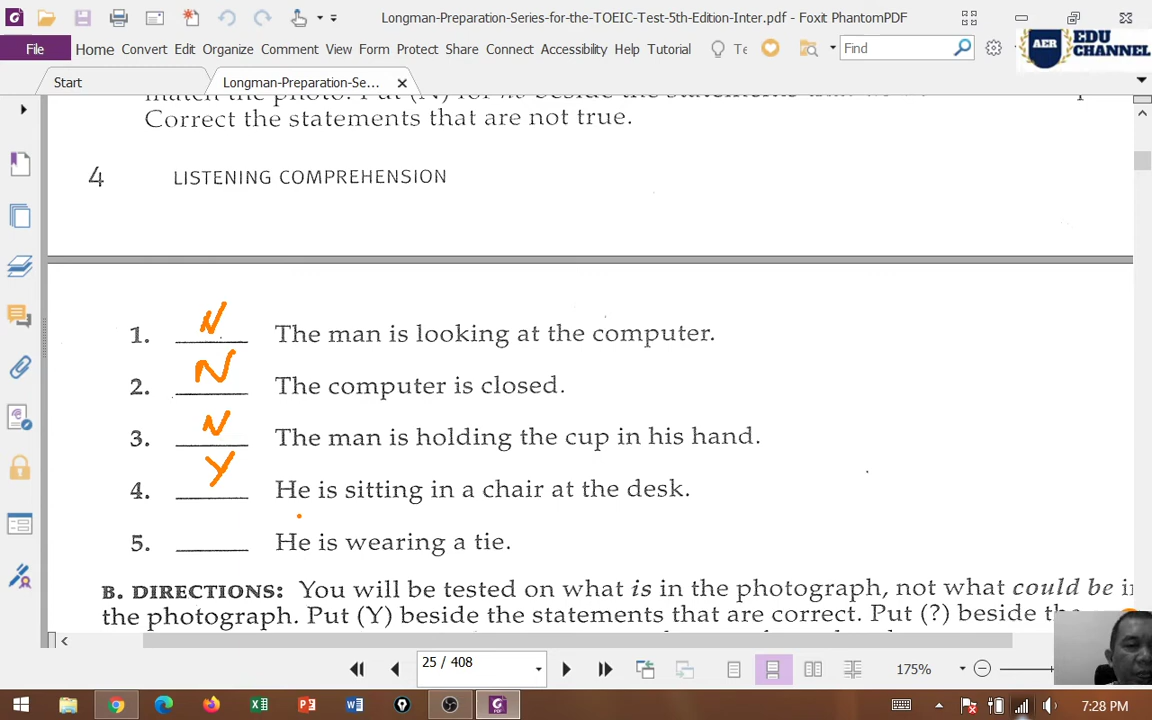 Longman-Preparation-Series-for-the-TOEIC-Test-5th-Edition-Inter.pdf - Foxit PhantomPDF
File Home Convert Edit Organize Comment View Form Protect Share Connect Accessibility Help Tutorial Te Find
AER EDU CHANNEL
Start Longman-Preparation-Se...
Correct the statements that are not true.
4 LISTENING COMPREHENSION
1. N The man is looking at the computer.
2. N The computer is closed.
3. N The man is holding the cup in his hand.
4. Y He is sitting in a chair at the desk.
5. He is wearing a tie.
B. DIRECTIONS: You will be tested on what is in the photograph, not what could be in
the photograph. Put (Y) beside the statements that are correct. Put (?) beside the
25 / 408 175%
7:28 PM